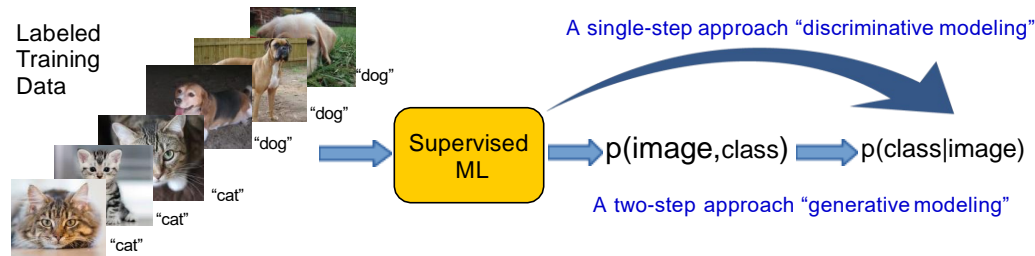 Labeled
Training
Data
A single-step approach “discriminative modeling”
“dog”
“dog”
“dog”
“cat”
“cat”
“cat”
Supervised
ML
p(image,class)
p(class|image)
A two-step approach “generative modeling”